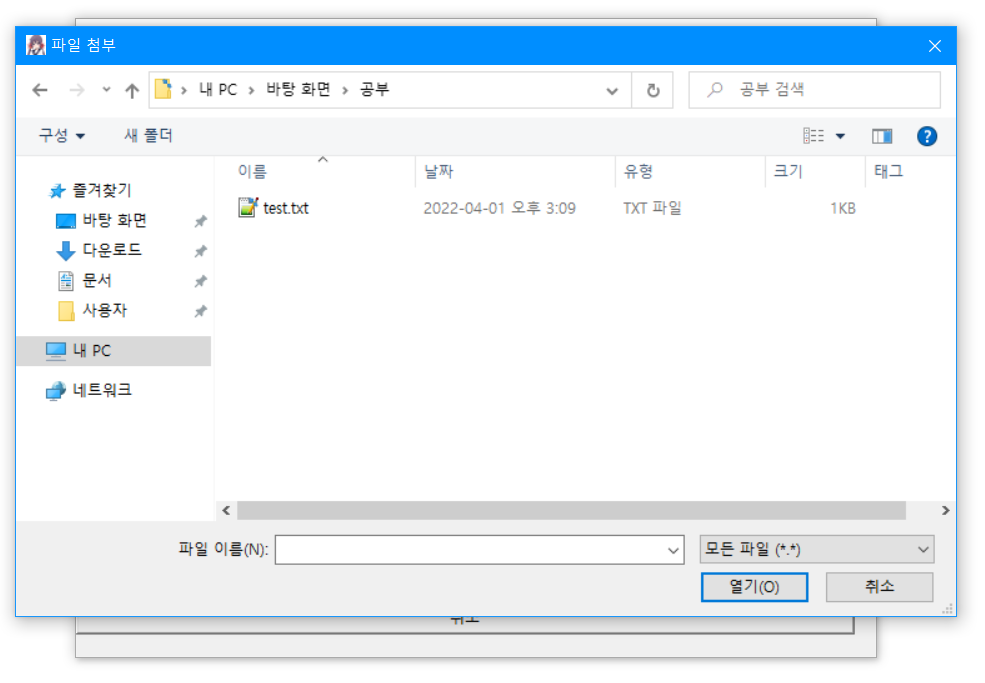 파일 첨부
내 PC > 바탕 화면 > 공부
공부 검색
구성 새 폴더
이름 날짜 유형 크기 태그
test.txt 2022-04-01 오후 3:09 TXT 파일 1KB
즐겨찾기
바탕 화면
다운로드
문서
사용자
내 PC
네트워크
파일 이름(N):
모든 파일 (*.*)
열기(O) 취소
취소